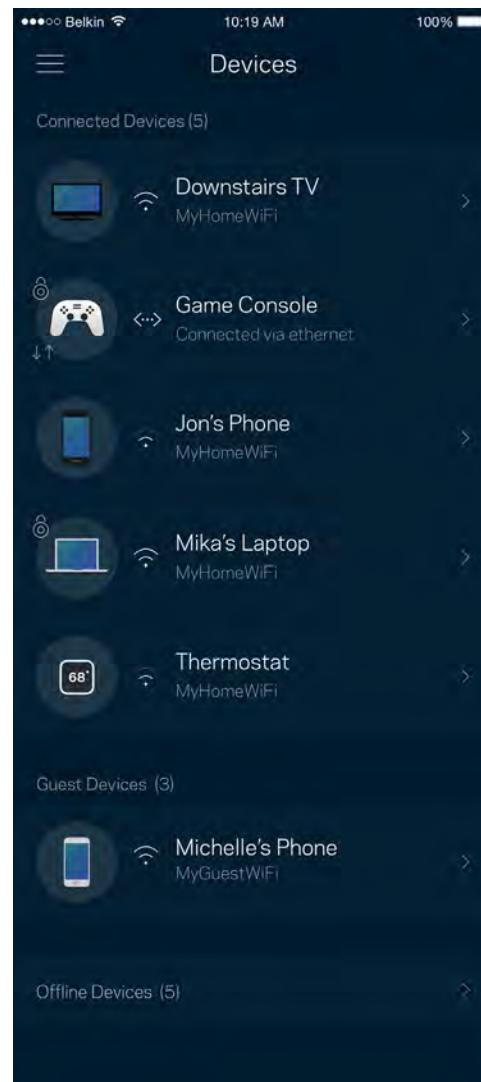 Belkin 10:19 AM 100%
Devices
Connected Devices (5)
Downstairs TV
MyHomeWiFi
Game Console
Connected via ethernet
Jon's Phone
MyHomeWiFi
Mika's Laptop
MyHomeWiFi
68°
Thermostat
MyHomeWiFi
Guest Devices (3)
Michelle's Phone
MyGuestWiFi
Offline Devices (5)